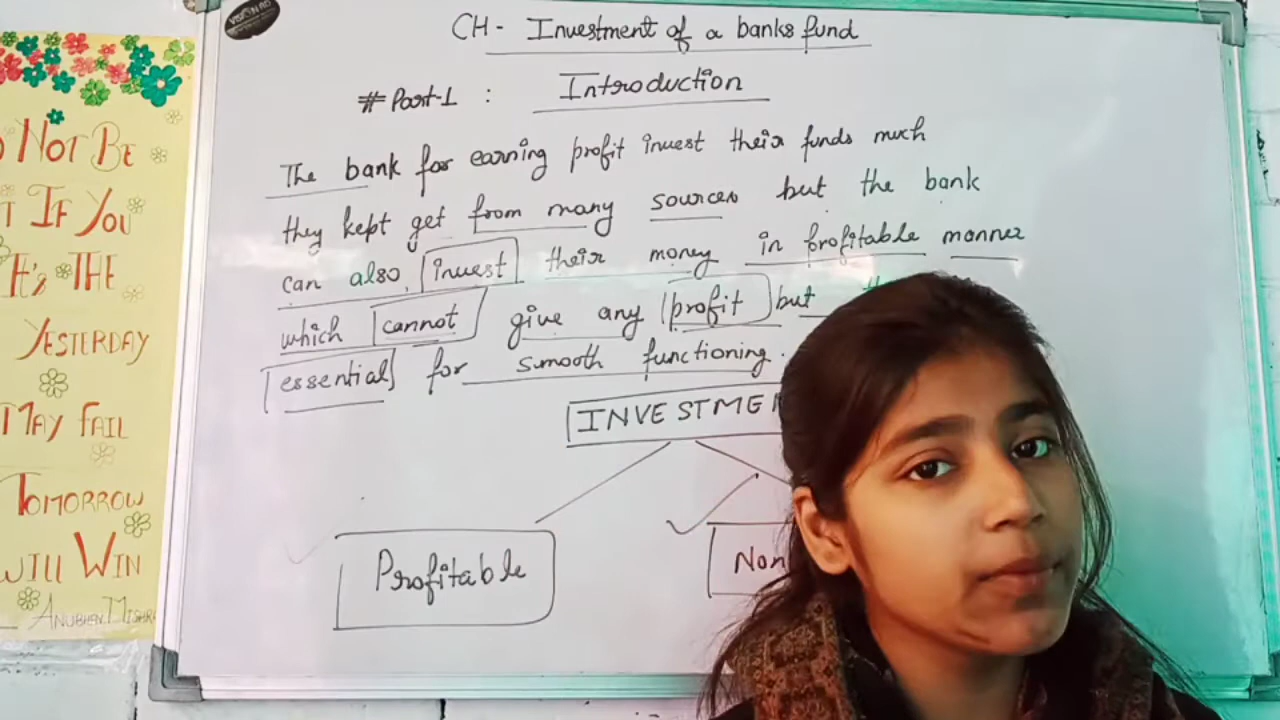 CH- Investment of a banks fund
# Part-1 : Introduction
The bank for earning profit invest their funds much
they kept get from many sources but the bank
can also invest their money in profitable manner
which cannot give any profit but
essential for smooth functioning.
INVESTME
Profitable
Non
NOT BE
IF YOU
It's THE
YESTERDAY
MAY FAIL
TOMORROW
WILL WIN